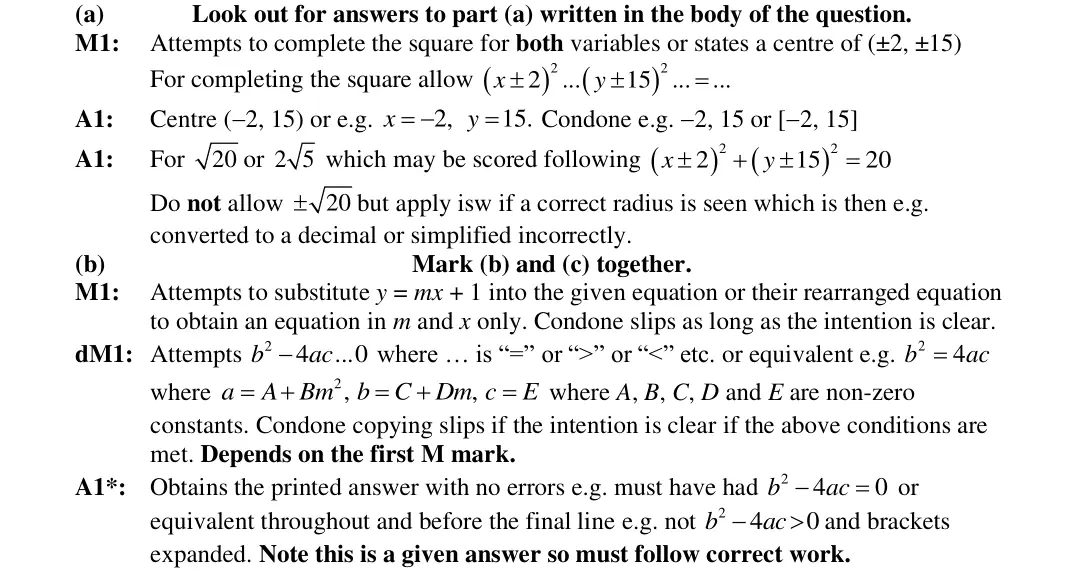 (a) Look out for answers to part (a) written in the body of the question.
M1: Attempts to complete the square for both variables or states a centre of (±2, ±15)
For completing the square allow (x±2)² ...(y±15)² ... = ...
A1: Centre (–2, 15) or e.g. x = –2, y = 15. Condone e.g. –2, 15 or [–2, 15]
A1: For √20 or 2√5 which may be scored following (x±2)² + (y±15)² = 20
Do not allow ±√20 but apply isw if a correct radius is seen which is then e.g.
converted to a decimal or simplified incorrectly.
(b) Mark (b) and (c) together.
M1: Attempts to substitute y = mx + 1 into the given equation or their rearranged equation
to obtain an equation in m and x only. Condone slips as long as the intention is clear.
dM1: Attempts b² – 4ac...0 where … is “=” or “>” or “<” etc. or equivalent e.g. b² = 4ac
where a = A + Bm², b = C + Dm, c = E where A, B, C, D and E are non-zero
constants. Condone copying slips if the intention is clear if the above conditions are
met. Depends on the first M mark.
A1*: Obtains the printed answer with no errors e.g. must have had b² – 4ac = 0 or
equivalent throughout and before the final line e.g. not b² – 4ac > 0 and brackets
expanded. Note this is a given answer so must follow correct work.